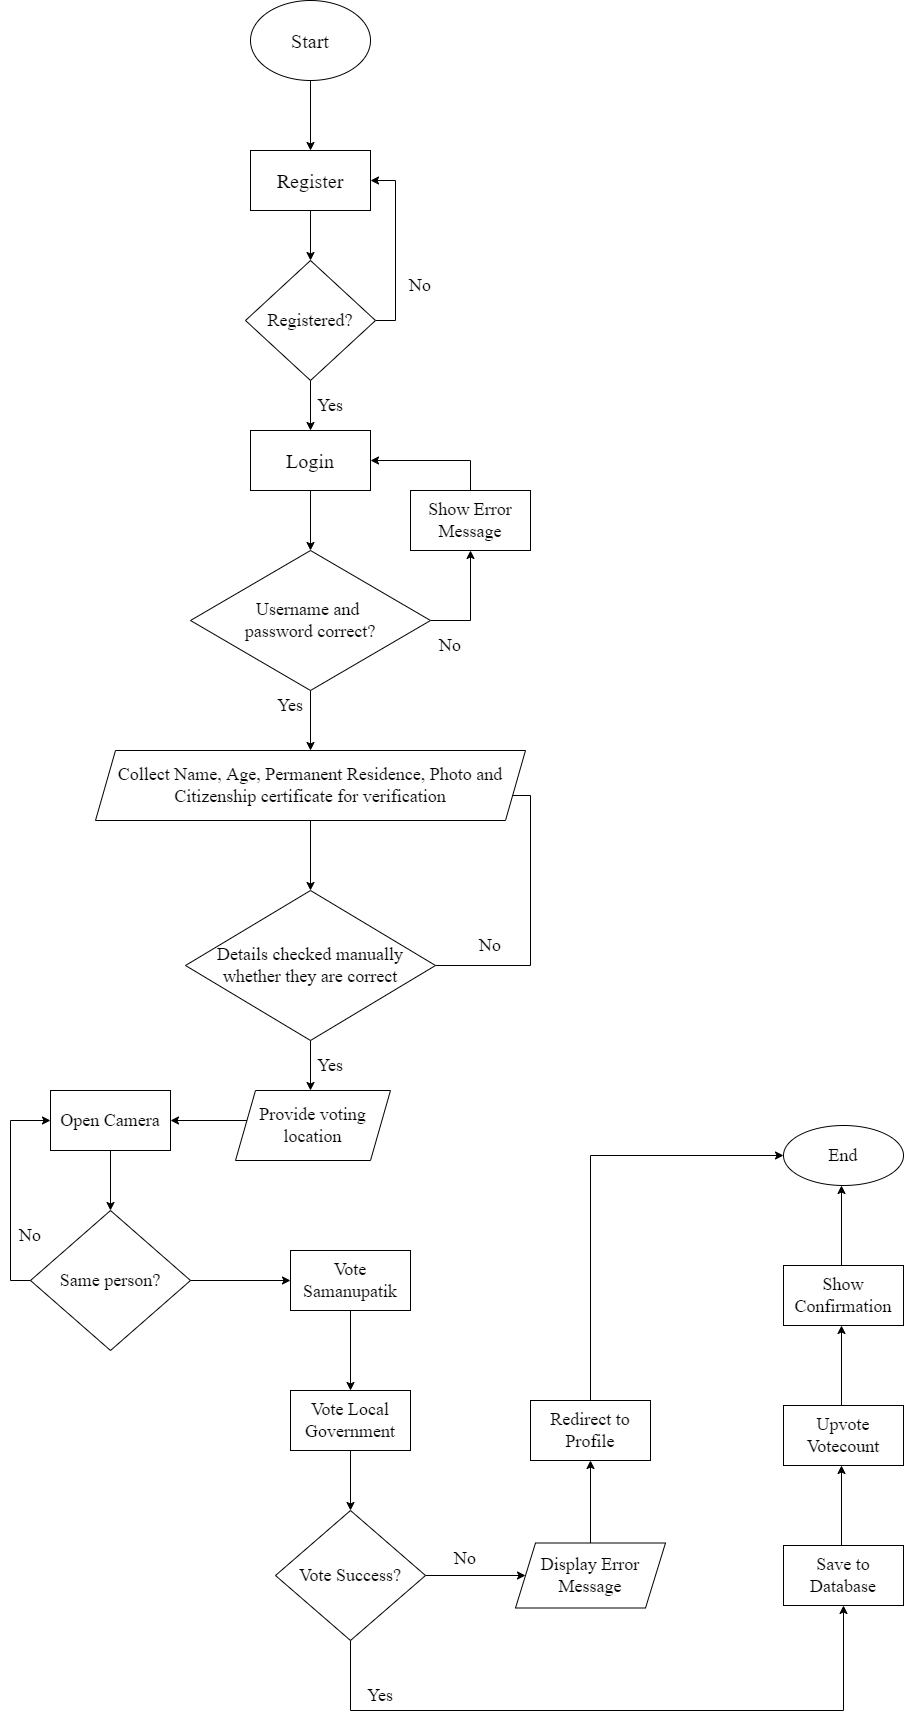 Start
Register
No
Registered?
Yes
Login
Show Error
Message
Username and
password correct?
No
Yes
Collect Name, Age, Permanent Residence, Photo and
Citizenship certificate for verification
No
Details checked manually
whether they are correct
Yes
Provide voting
location
Open Camera
No
Same person?
Vote
Samanupatik
Vote Local
Government
Vote Success?
No
Display Error
Message
Redirect to
Profile
Yes
Save to
Database
Upvote
Votecount
Show
Confirmation
End